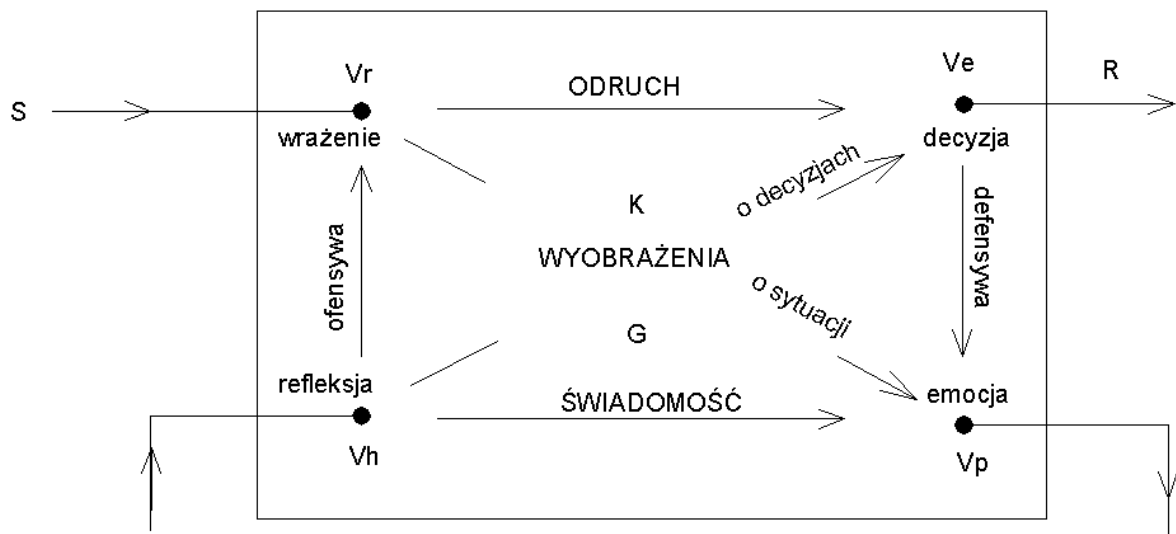 Vr
Ve
R
S
ODRUCH
wrażenie
decyzja
o decyzjach
K
WYOBRAŻENIA
ofensywa
defensywa
o sytuacji
G
refleksja
ŚWIADOMOŚĆ
emocja
Vh
Vp